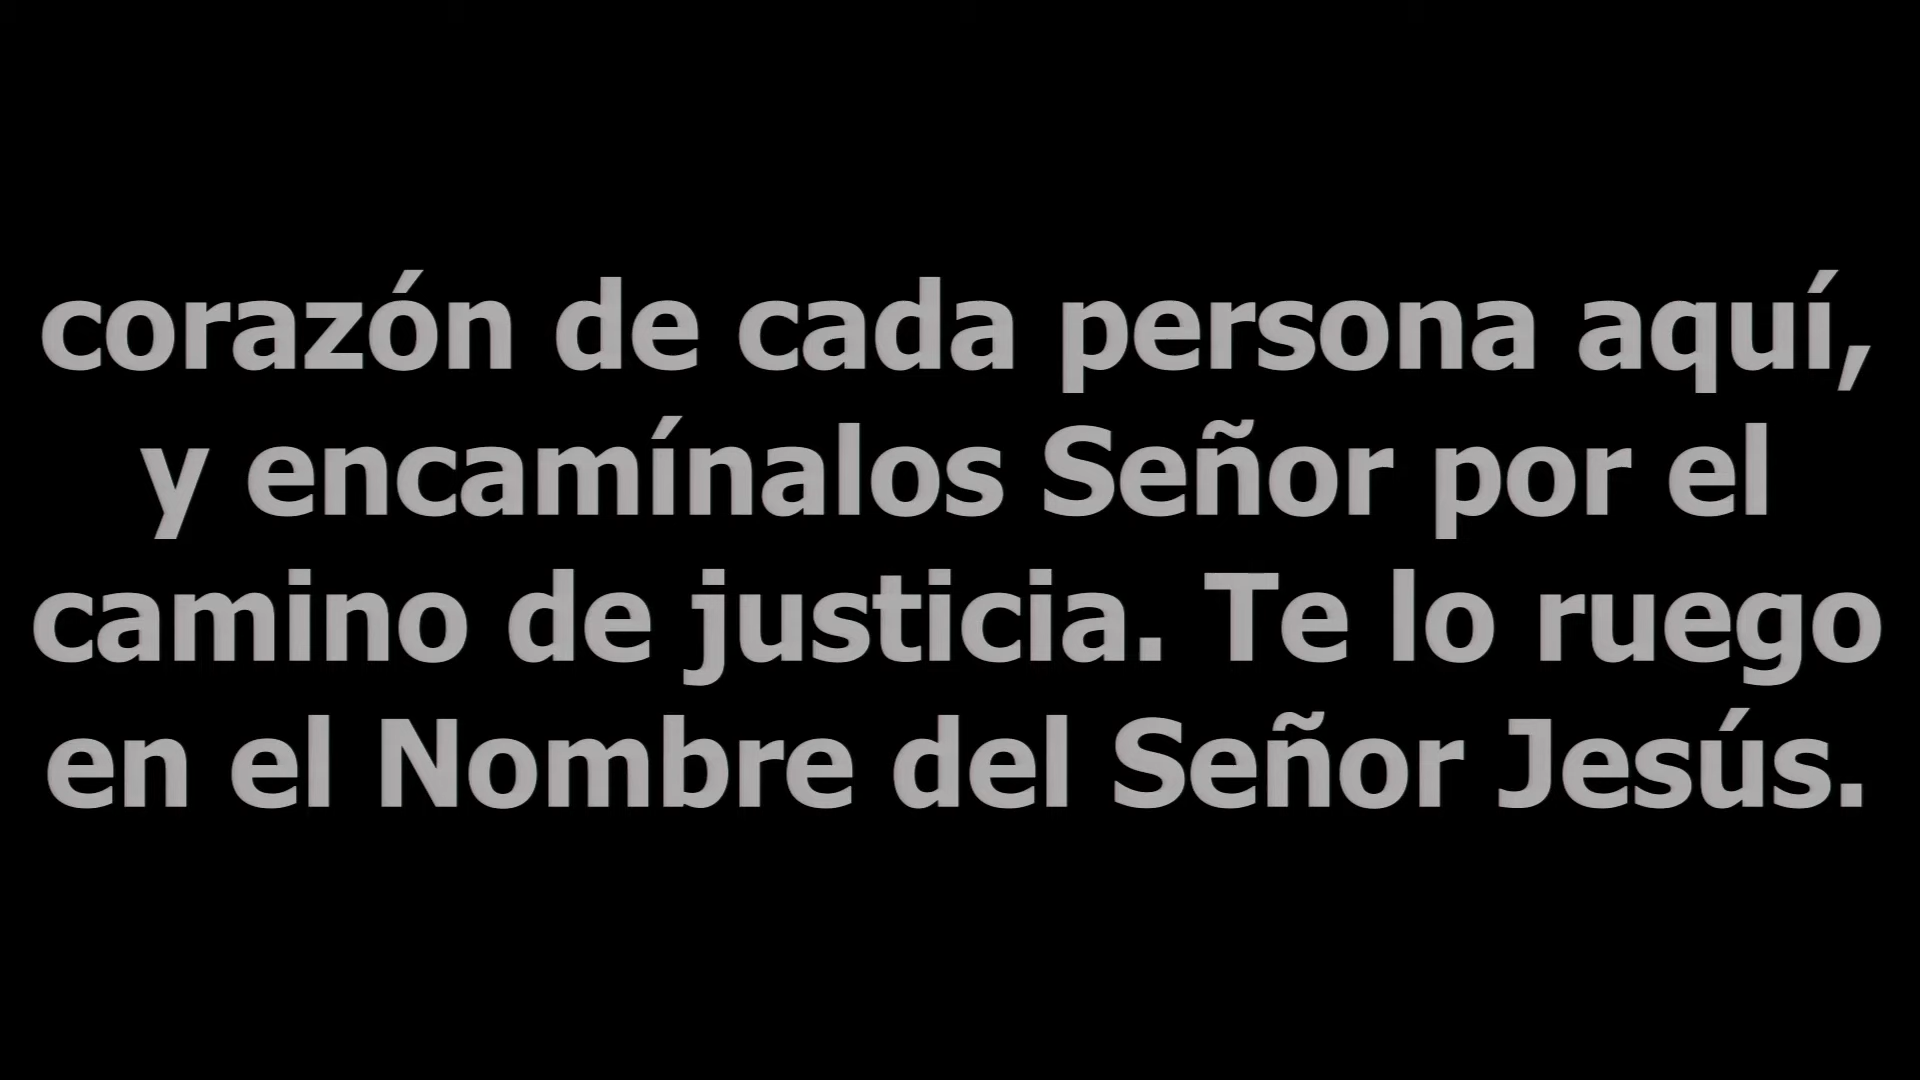 corazón de cada persona aquí,
y encamínalos Señor por el
camino de justicia. Te lo ruego
en el Nombre del Señor Jesús.